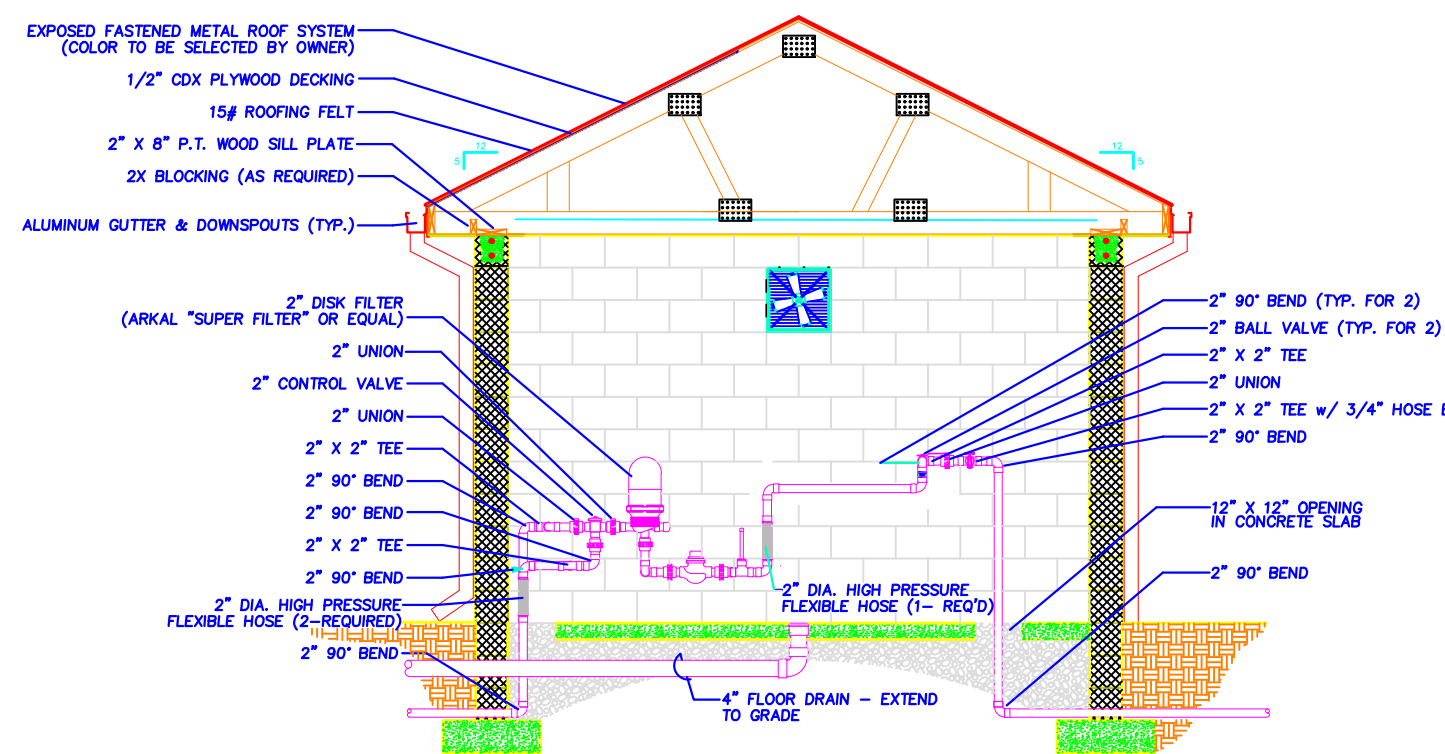 EXPOSED FASTENED METAL ROOF SYSTEM
(COLOR TO BE SELECTED BY OWNER)
1/2" CDX PLYWOOD DECKING
15# ROOFING FELT
2" X 8" P.T. WOOD SILL PLATE
2X BLOCKING (AS REQUIRED)
ALUMINUM GUTTER & DOWNSPOUTS (TYP.)
12
5
12
5
2" DISK FILTER
(ARKAL "SUPER FILTER" OR EQUAL)
2" UNION
2" CONTROL VALVE
2" UNION
2" X 2" TEE
2" 90° BEND
2" 90° BEND
2" X 2" TEE
2" 90° BEND
2" DIA. HIGH PRESSURE
FLEXIBLE HOSE (2-REQUIRED)
2" 90° BEND
2" 90° BEND (TYP. FOR 2)
2" BALL VALVE (TYP. FOR 2)
2" X 2" TEE
2" UNION
2" X 2" TEE w/ 3/4" HOSE
2" 90° BEND
12" X 12" OPENING
IN CONCRETE SLAB
2" 90° BEND
2" DIA. HIGH PRESSURE
FLEXIBLE HOSE (1- REQ'D)
4" FLOOR DRAIN - EXTEND
TO GRADE